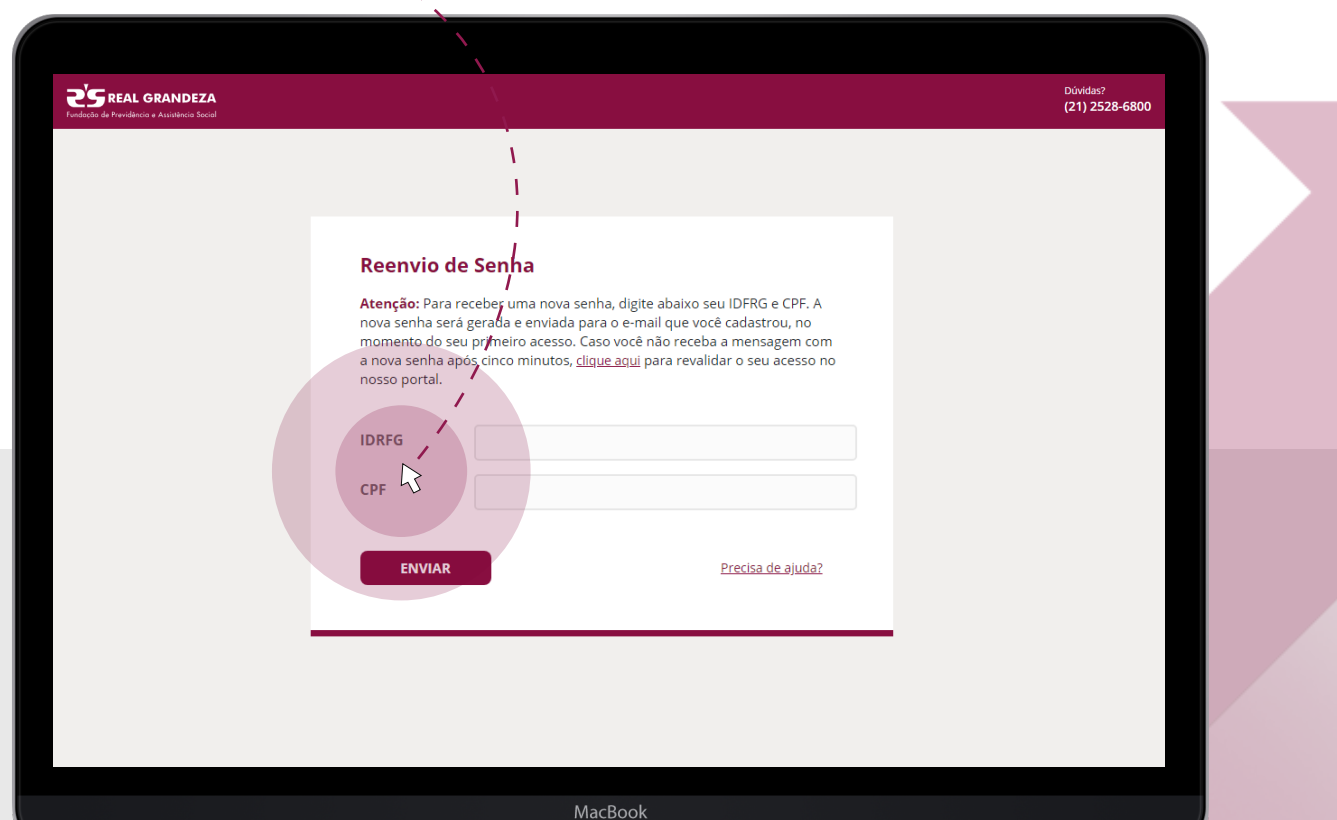 REAL GRANDEZA
Fundação de Previdência e Assistência Social
Dúvidas?
(21) 2528-6800
Reenvio de Senha
Atenção: Para receber uma nova senha, digite abaixo seu IDFRG e CPF. A
nova senha será gerada e enviada para o e-mail que você cadastrou, no
momento do seu primeiro acesso. Caso você não receba a mensagem com
a nova senha após cinco minutos, clique aqui para revalidar o seu acesso no
nosso portal.
IDRFG
CPF
ENVIAR
Precisa de ajuda?
MacBook